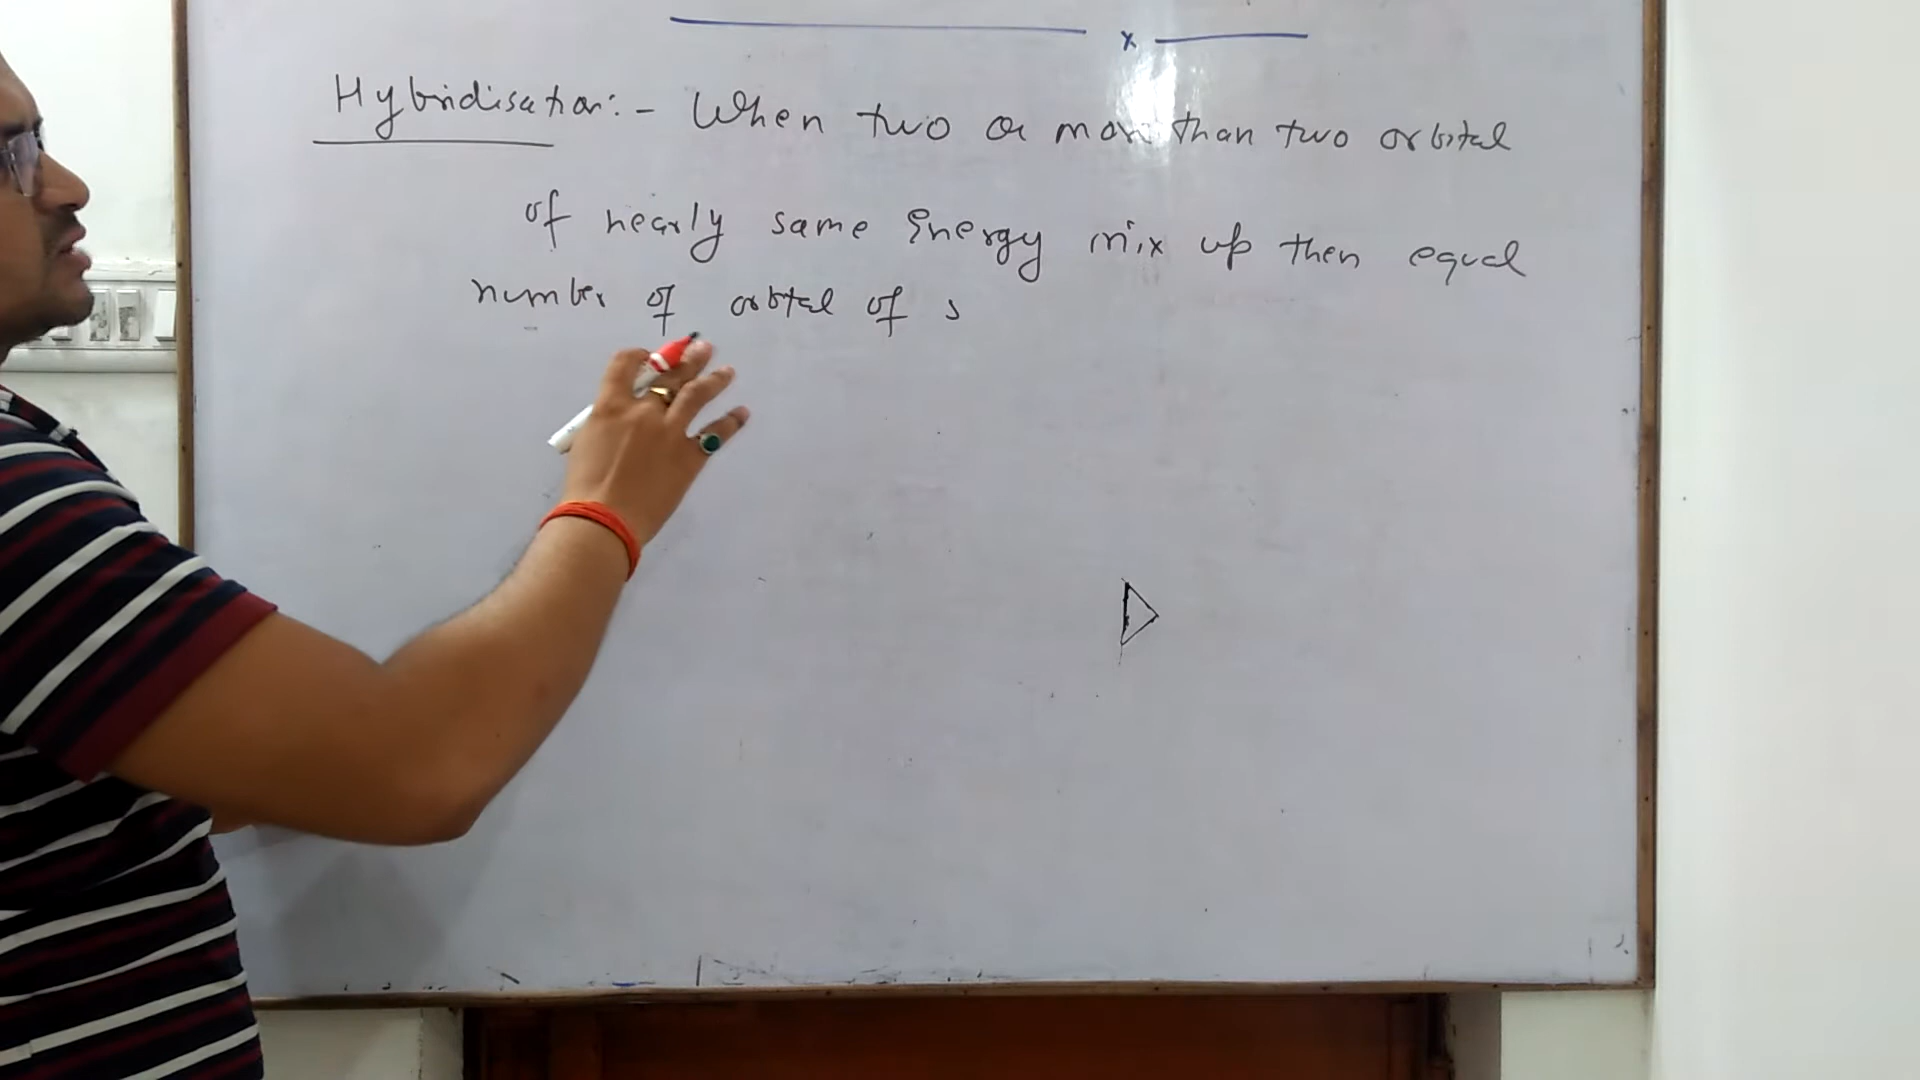 x
Hybridisation:- When two or more than two orbital
of nearly same Energy mix up then equal
number of orbital of s